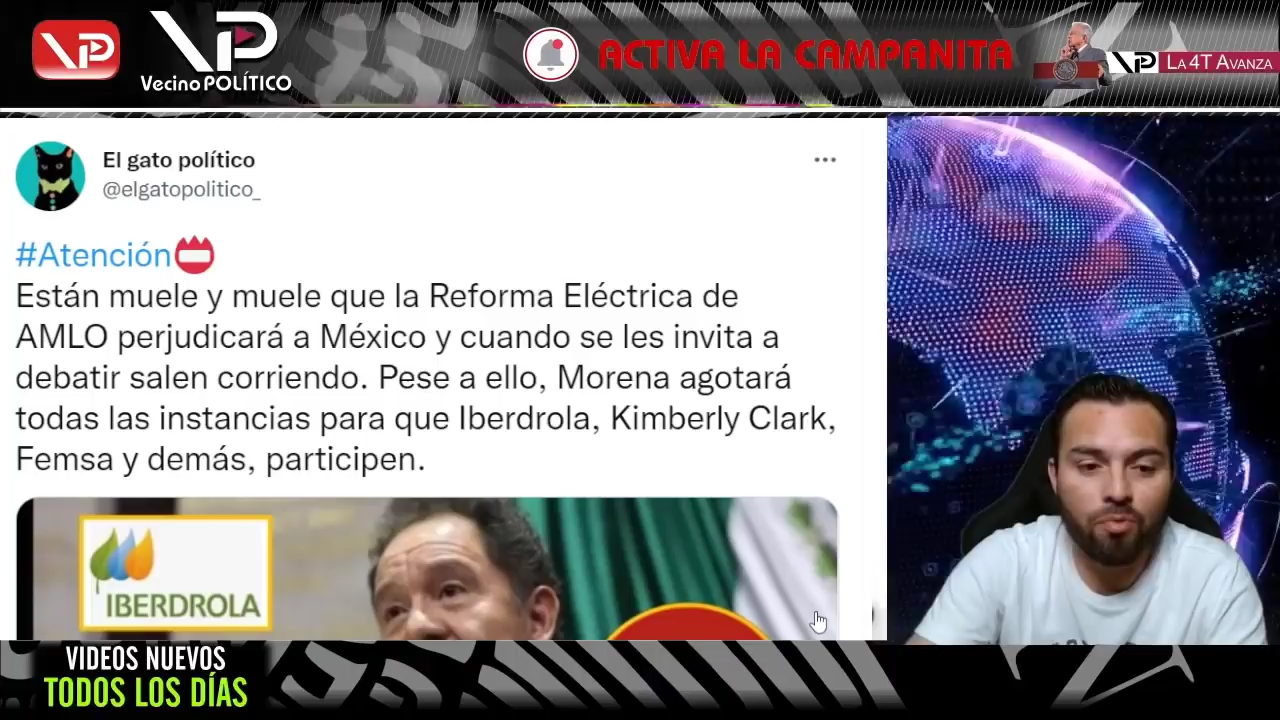 VP
VP
Vecino POLÍTICO
ACTIVA LA CAMPANITA
VP LA 4T AVANZA
El gato político
@elgatopolitico_
#Atención
Están muele y muele que la Reforma Eléctrica de
AMLO perjudicará a México y cuando se les invita a
debatir salen corriendo. Pese a ello, Morena agotará
todas las instancias para que Iberdrola, Kimberly Clark,
Femsa y demás, participen.
IBERDROLA
VIDEOS NUEVOS
TODOS LOS DÍAS